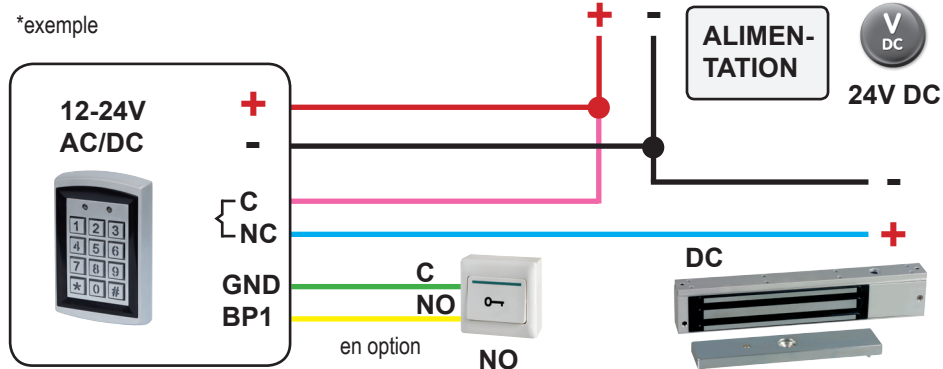 *exemple
+ -
ALIMEN-
TATION
V
DC
24V DC
12-24V
AC/DC
+
-
C
NC
-
+
GND
BP1
C
NO
en option
NO
DC
1 2 3
4 5 6
7 8 9
* 0 #